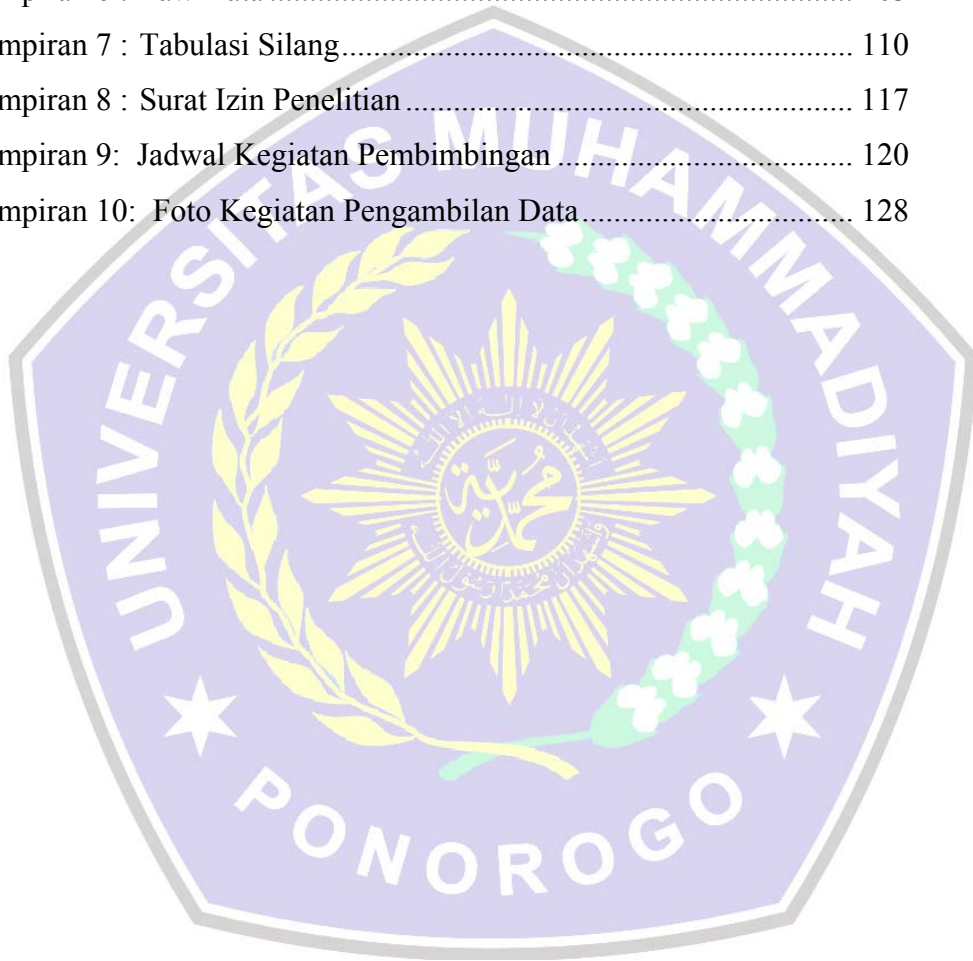 mpiran 7 : Tabulasi Silang.................................................................................... 110
mpiran 8 : Surat Izin Penelitian ......................................................................... 117
mpiran 9: Jadwal Kegiatan Pembimbingan ................................................ 120
mpiran 10: Foto Kegiatan Pengambilan Data............................................. 128
UNIVERSITAS MUHAMMADIYAH
محمدية
PONOROGO